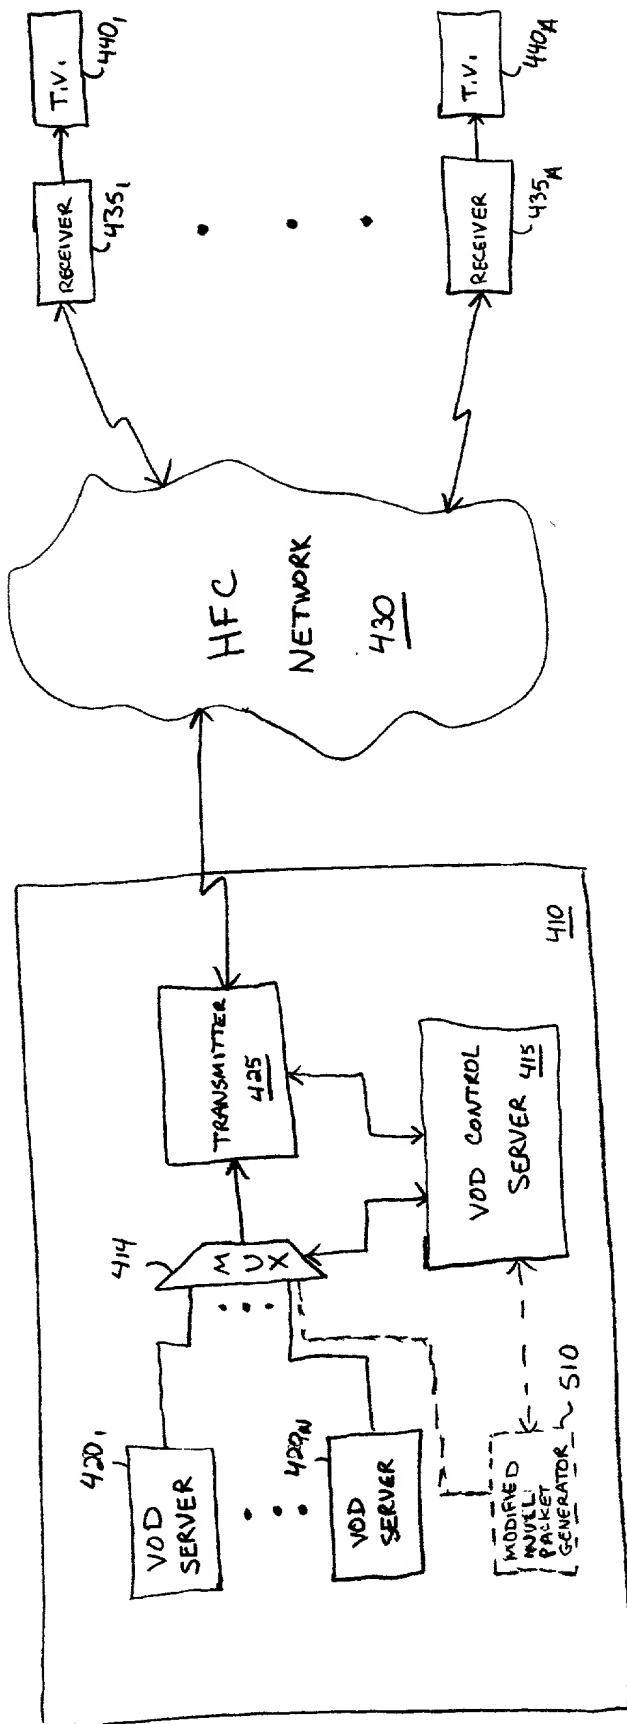 VOD
SERVER
420₁
VOD
SERVER
420N
MODIFIED
NULL
PACKET
GENERATOR
510
MUX
414
TRANSMITTER
425
VOD CONTROL
SERVER 415
410
HFC
NETWORK
430
RECEIVER
435₁
T.V.
440₁
RECEIVER
435A
T.V.
440A